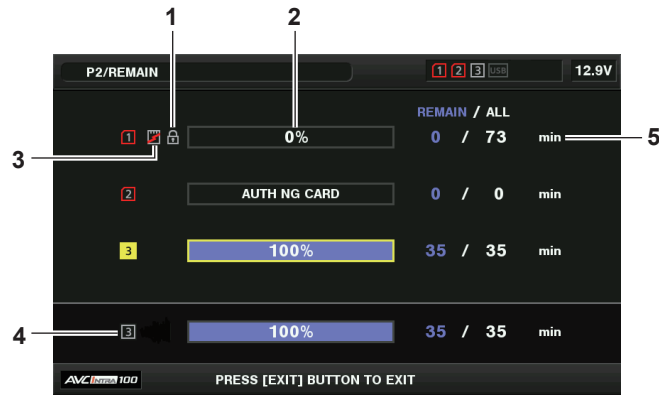 1 2
P2/REMAIN 1 2 3 USB 12.9V
REMAIN / ALL
1 0% 0 / 73 min 5
3
2 AUTH NG CARD 0 / 0 min
3 100% 35 / 35 min
4 3 100% 35 / 35 min
AVC INTRA 100 PRESS [EXIT] BUTTON TO EXIT